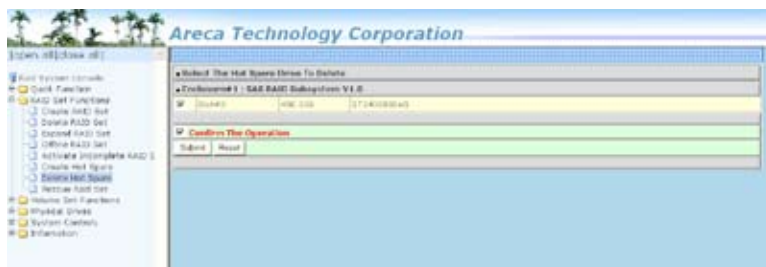 Areca Technology Corporation
[open all|close all]
Raid System Console
Quick Function
RAID Set Functions
Create RAID Set
Delete RAID Set
Expand RAID Set
Offline RAID Set
Activate Incomplete RAID S
Create Hot Spare
Delete Hot Spare
Rescue Raid Set
Volume Set Functions
Physical Drives
System Controls
Information
Select The Hot Spare Drive To Delete
Enclosure#1 : SAS RAID Subsystem V1.0
Confirm The Operation
Submit Reset